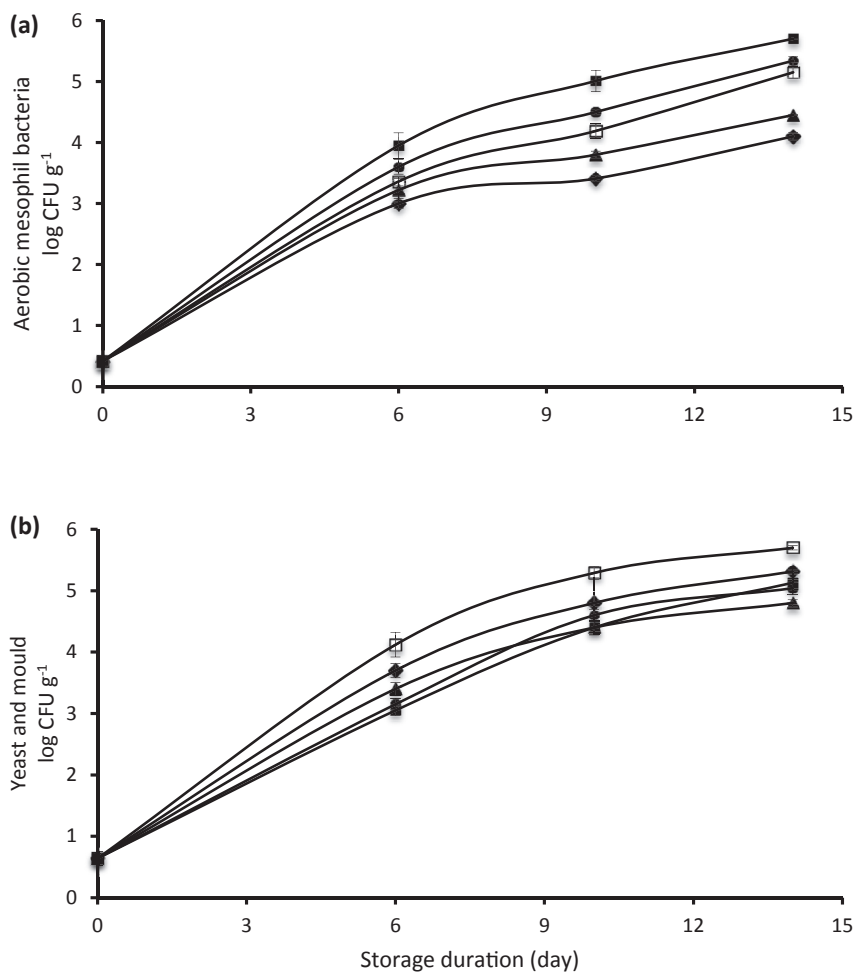 (a)
Aerobic mesophil bacteria
log CFU g⁻¹
6
5
4
3
2
1
0
0 3 6 9 12 15
(b)
Yeast and mould
log CFU g⁻¹
6
5
4
3
2
1
0
0 3 6 9 12 15
Storage duration (day)